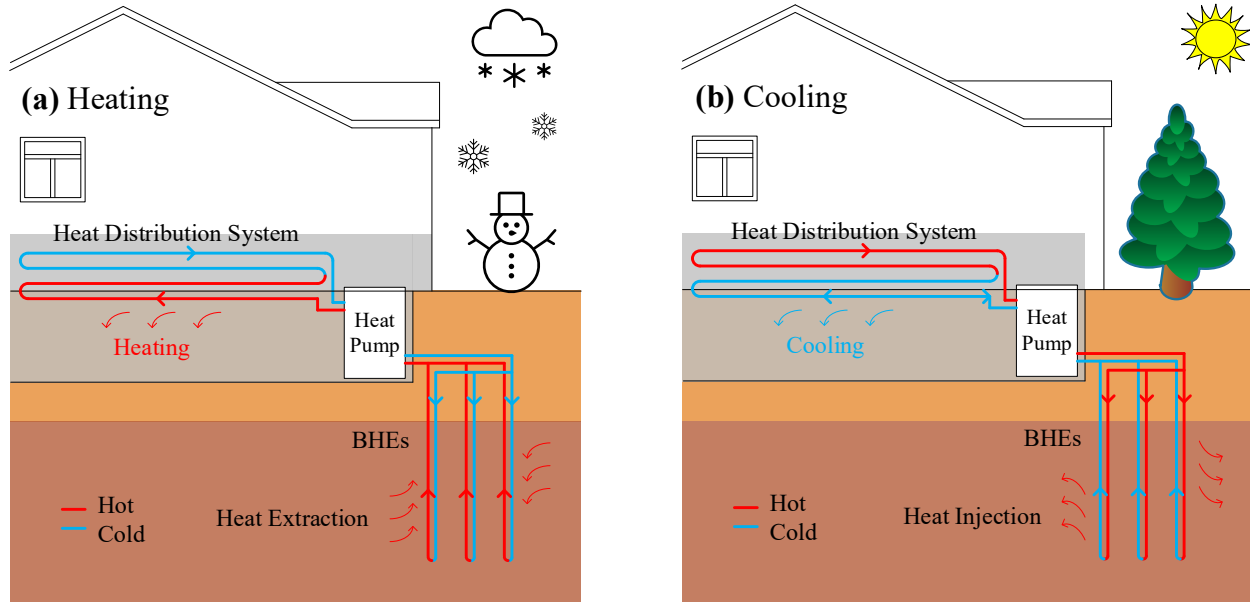 (a) Heating
Heat Distribution System
Heat
Pump
Heating
BHEs
Hot
Cold
Heat Extraction
(b) Cooling
Heat Distribution System
Heat
Pump
Cooling
BHEs
Hot
Cold
Heat Injection